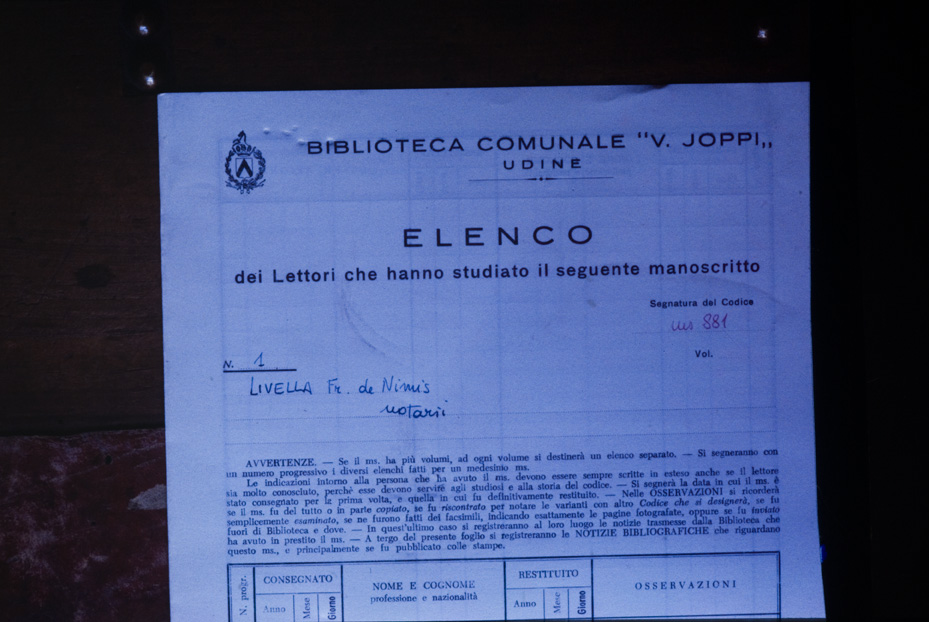 BIBLIOTECA COMUNALE "V. JOPPI„
UDINE
ELENCO
dei Lettori che hanno studiato il seguente manoscritto
Segnatura del Codice
ms 881
Vol.
N. 1
LIVELLA Fr. de Nimis
notarii
AVVERTENZE. — Se il ms. ha più volumi, ad ogni volume si destinerà un elenco separato. — Si segneranno con
un numero progressivo i diversi elenchi fatti per un medesimo ms.
Le indicazioni intorno alla persona che ha avuto il ms. devono essere sempre scritte in esteso anche se il lettore
sia molto conosciuto, perchè esse devono servire agli studiosi e alla storia del codice. — Si segnerà la data in cui il ms. è
stato consegnato per la prima volta, e quella in cui fu definitivamente restituito. — Nelle OSSERVAZIONI si ricorderà
se il ms. fu del tutto o in parte copiato, se fu riscontrato per notare le varianti con altro Codice che si designerà, se fu
semplicemente esaminato, se ne furono fatti dei facsimili, indicando esattamente le pagine fotografate, oppure se fu inviato
fuori di Biblioteca e dove. — In quest'ultimo caso si registreranno al loro luogo le notizie trasmesse dalla Biblioteca che
ha avuto in prestito il ms. — A tergo del presente foglio si registreranno le NOTIZIE BIBLIOGRAFICHE che riguardano
questo ms., e principalmente se fu pubblicato colle stampe.
N. progr.
CONSEGNATO
Anno
Mese
Giorno
NOME E COGNOME
professione e nazionalità
RESTITUITO
Anno
Mese
Giorno
OSSERVAZIONI